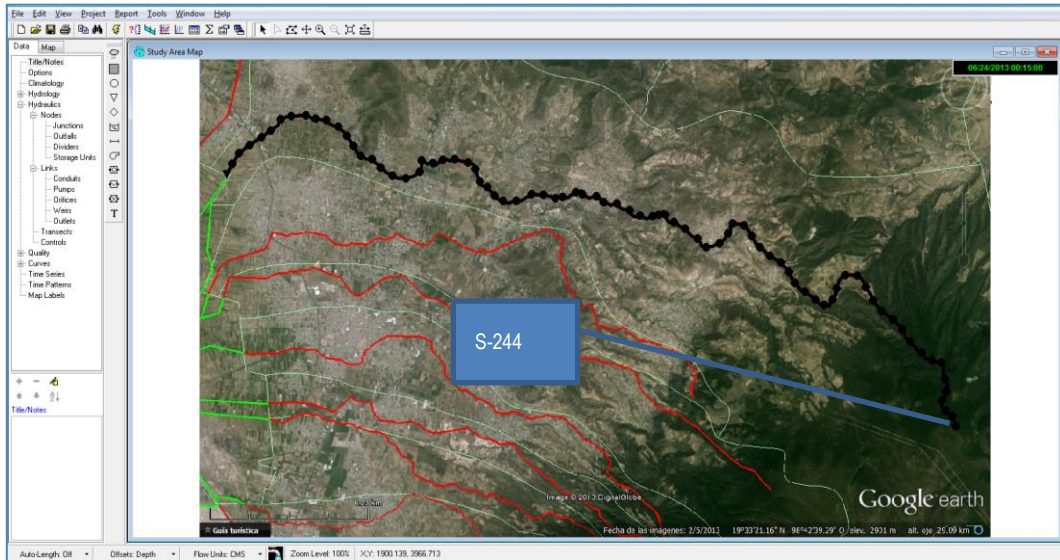 File Edit View Project Report Tools Window Help
Data Map
Study Area Map
06/24/2013 00:15:00
Title/Notes
Options
Climatology
Hydrology
Hydraulics
Nodes
Junctions
Outfalls
Dividers
Storage Units
Links
Conduits
Pumps
Orifices
Weirs
Outlets
Transects
Controls
Quality
Curves
Time Series
Time Patterns
Map Labels
T
Title/Notes
S-244
Image © 2013 DigitalGlobe
Google earth
Guía turística
Fecha de las imágenes: 2/5/2013 19°33'21.16" N 98°42'39.29" O elev. 2931 m alt. ojo 29.09 km
Auto-Length: Off Offsets: Depth Flow Units: CMS Zoom Level: 100% X,Y: 1900.139, 3966.713